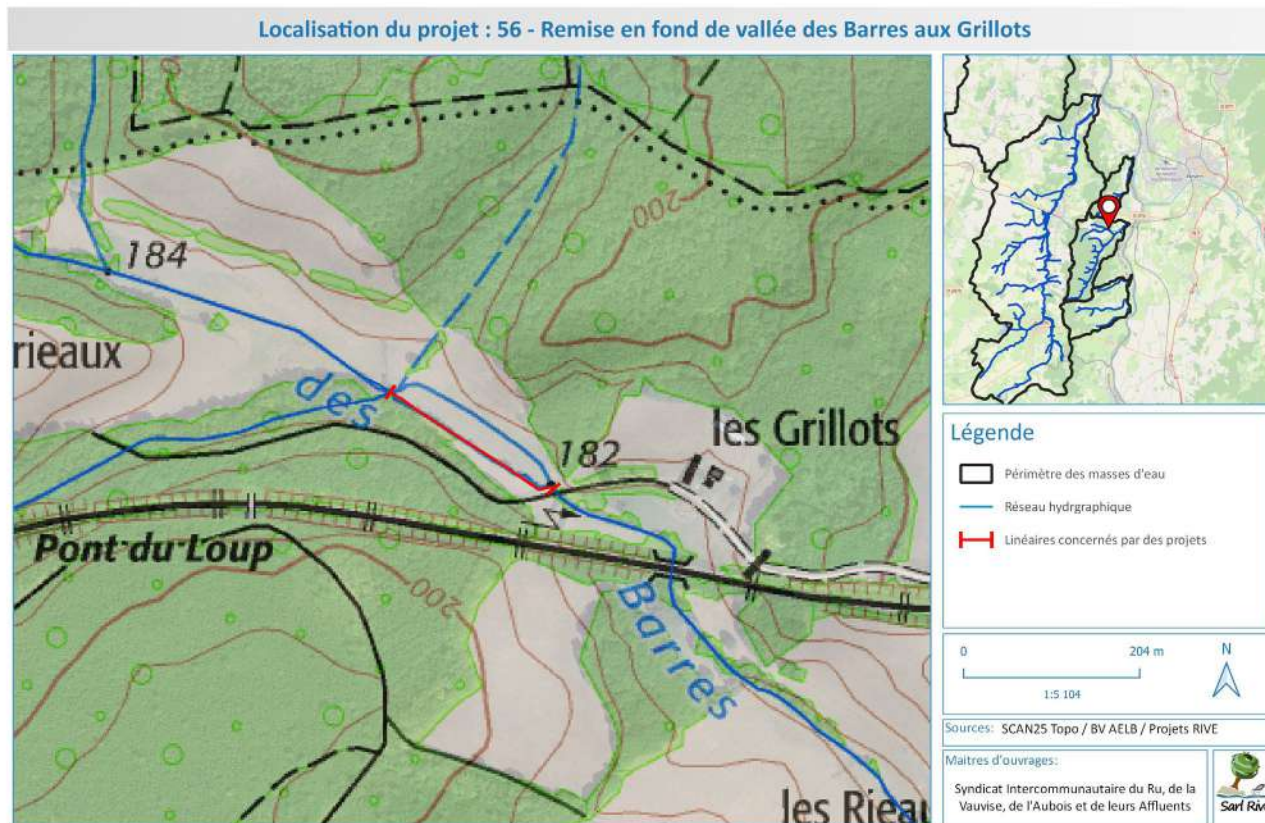 Localisation du projet : 56 - Remise en fond de vallée des Barres aux Grillots
184
200
rieaux
des
182
les Grillots
Pont du Loup
200
Barres
les Rieau
Légende
Périmètre des masses d'eau
Réseau hydrgraphique
Linéaires concernés par des projets
0
204 m
N
1:5 104
Sources: SCAN25 Topo / BV AELB / Projets RIVE
Maitres d'ouvrages:
Syndicat Intercommunautaire du Ru, de la
Vauvise, de l'Aubois et de leurs Affluents
Sarl Riv